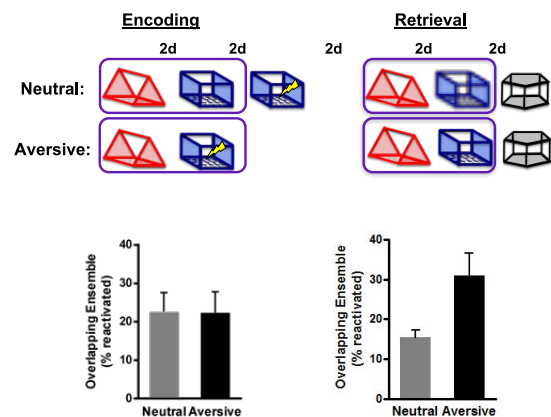 Encoding Retrieval
2d 2d 2d 2d 2d
Neutral:
Aversive:
Overlapping Ensemble
(% reactivated)
40
30
20
10
0
Neutral Aversive
Overlapping Ensemble
(% reactivated)
40
30
20
10
0
Neutral Aversive